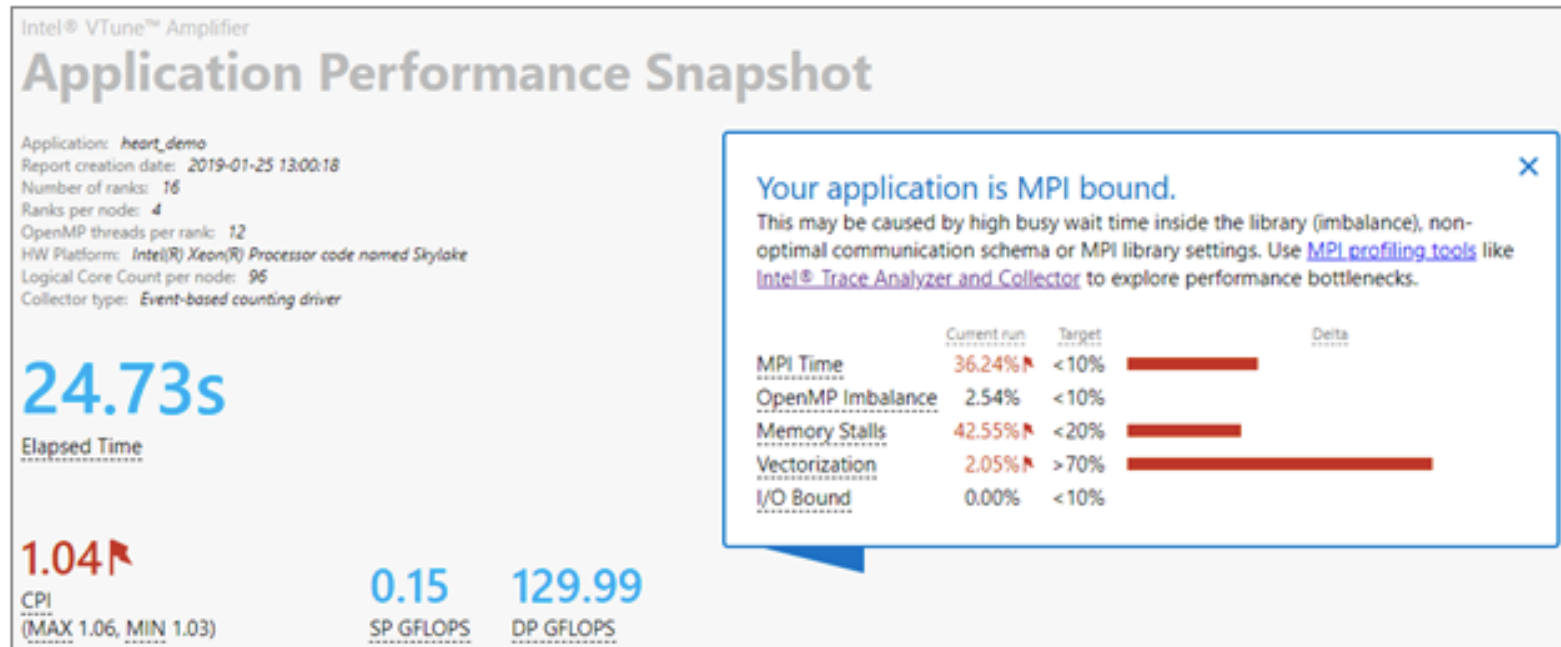 Intel® VTune™ Amplifier
Application Performance Snapshot
Application: heart_demo
Report creation date: 2019-01-25 13:00:18
Number of ranks: 16
Ranks per node: 4
OpenMP threads per rank: 12
HW Platform: Intel(R) Xeon(R) Processor code named Skylake
Logical Core Count per node: 96
Collector type: Event-based counting driver
24.73s
Elapsed Time
1.04
CPI
(MAX 1.06, MIN 1.03)
0.15
SP GFLOPS
129.99
DP GFLOPS
Your application is MPI bound.
This may be caused by high busy wait time inside the library (imbalance), non-
optimal communication schema or MPI library settings. Use MPI profiling tools like
Intel® Trace Analyzer and Collector to explore performance bottlenecks.
Current run Target Delta
MPI Time 36.24% <10%
OpenMP Imbalance 2.54% <10%
Memory Stalls 42.55% <20%
Vectorization 2.05% >70%
I/O Bound 0.00% <10%